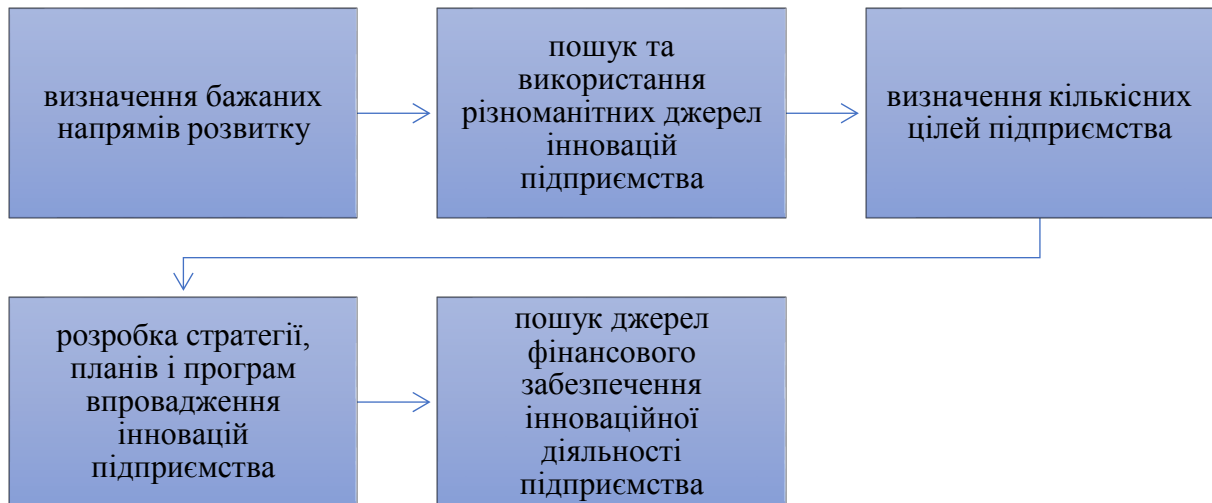 визначення бажаних
напрямів розвитку
пошук та
використання
різноманітних джерел
інновацій
підприємства
визначення кількісних
цілей підприємства
розробка стратегії,
планів і програм
впровадження
інновацій
підприємства
пошук джерел
фінансового
забезпечення
інноваційної
діяльності
підприємства